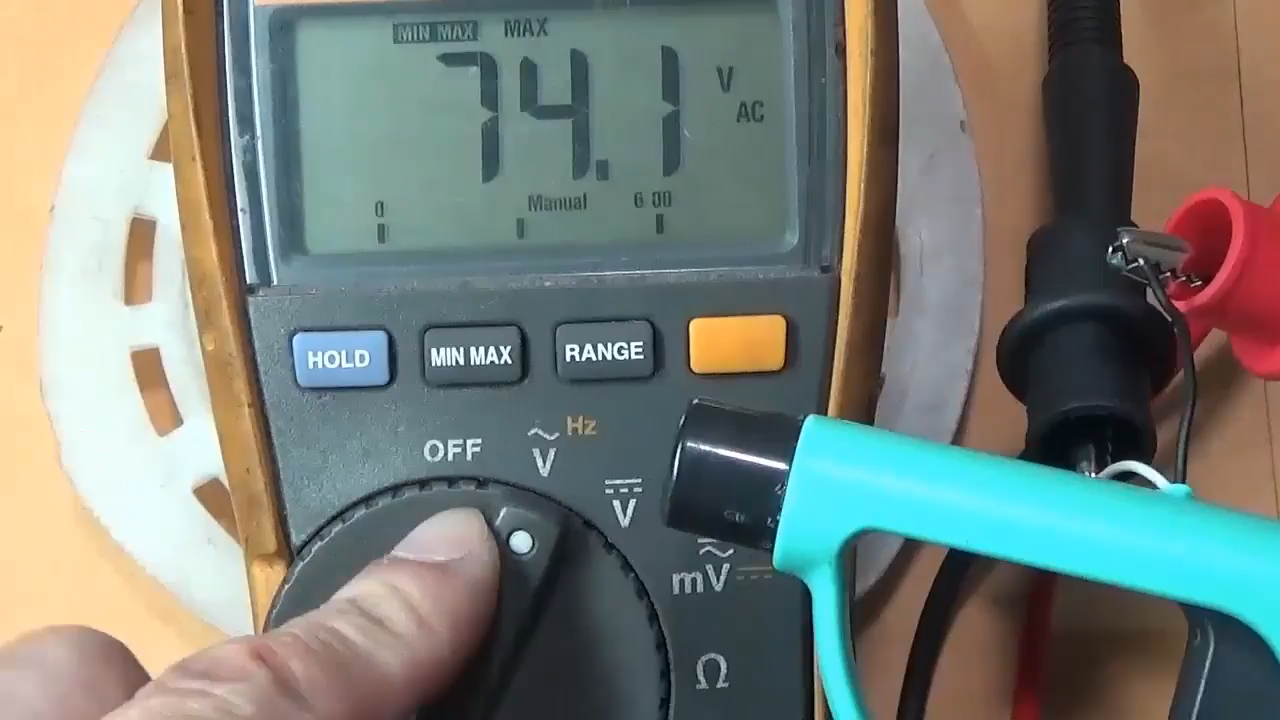 MIN MAX MAX
74.1 V
AC
0 Manual 6 00
HOLD MIN MAX RANGE
OFF V Hz
V
mV
Ω